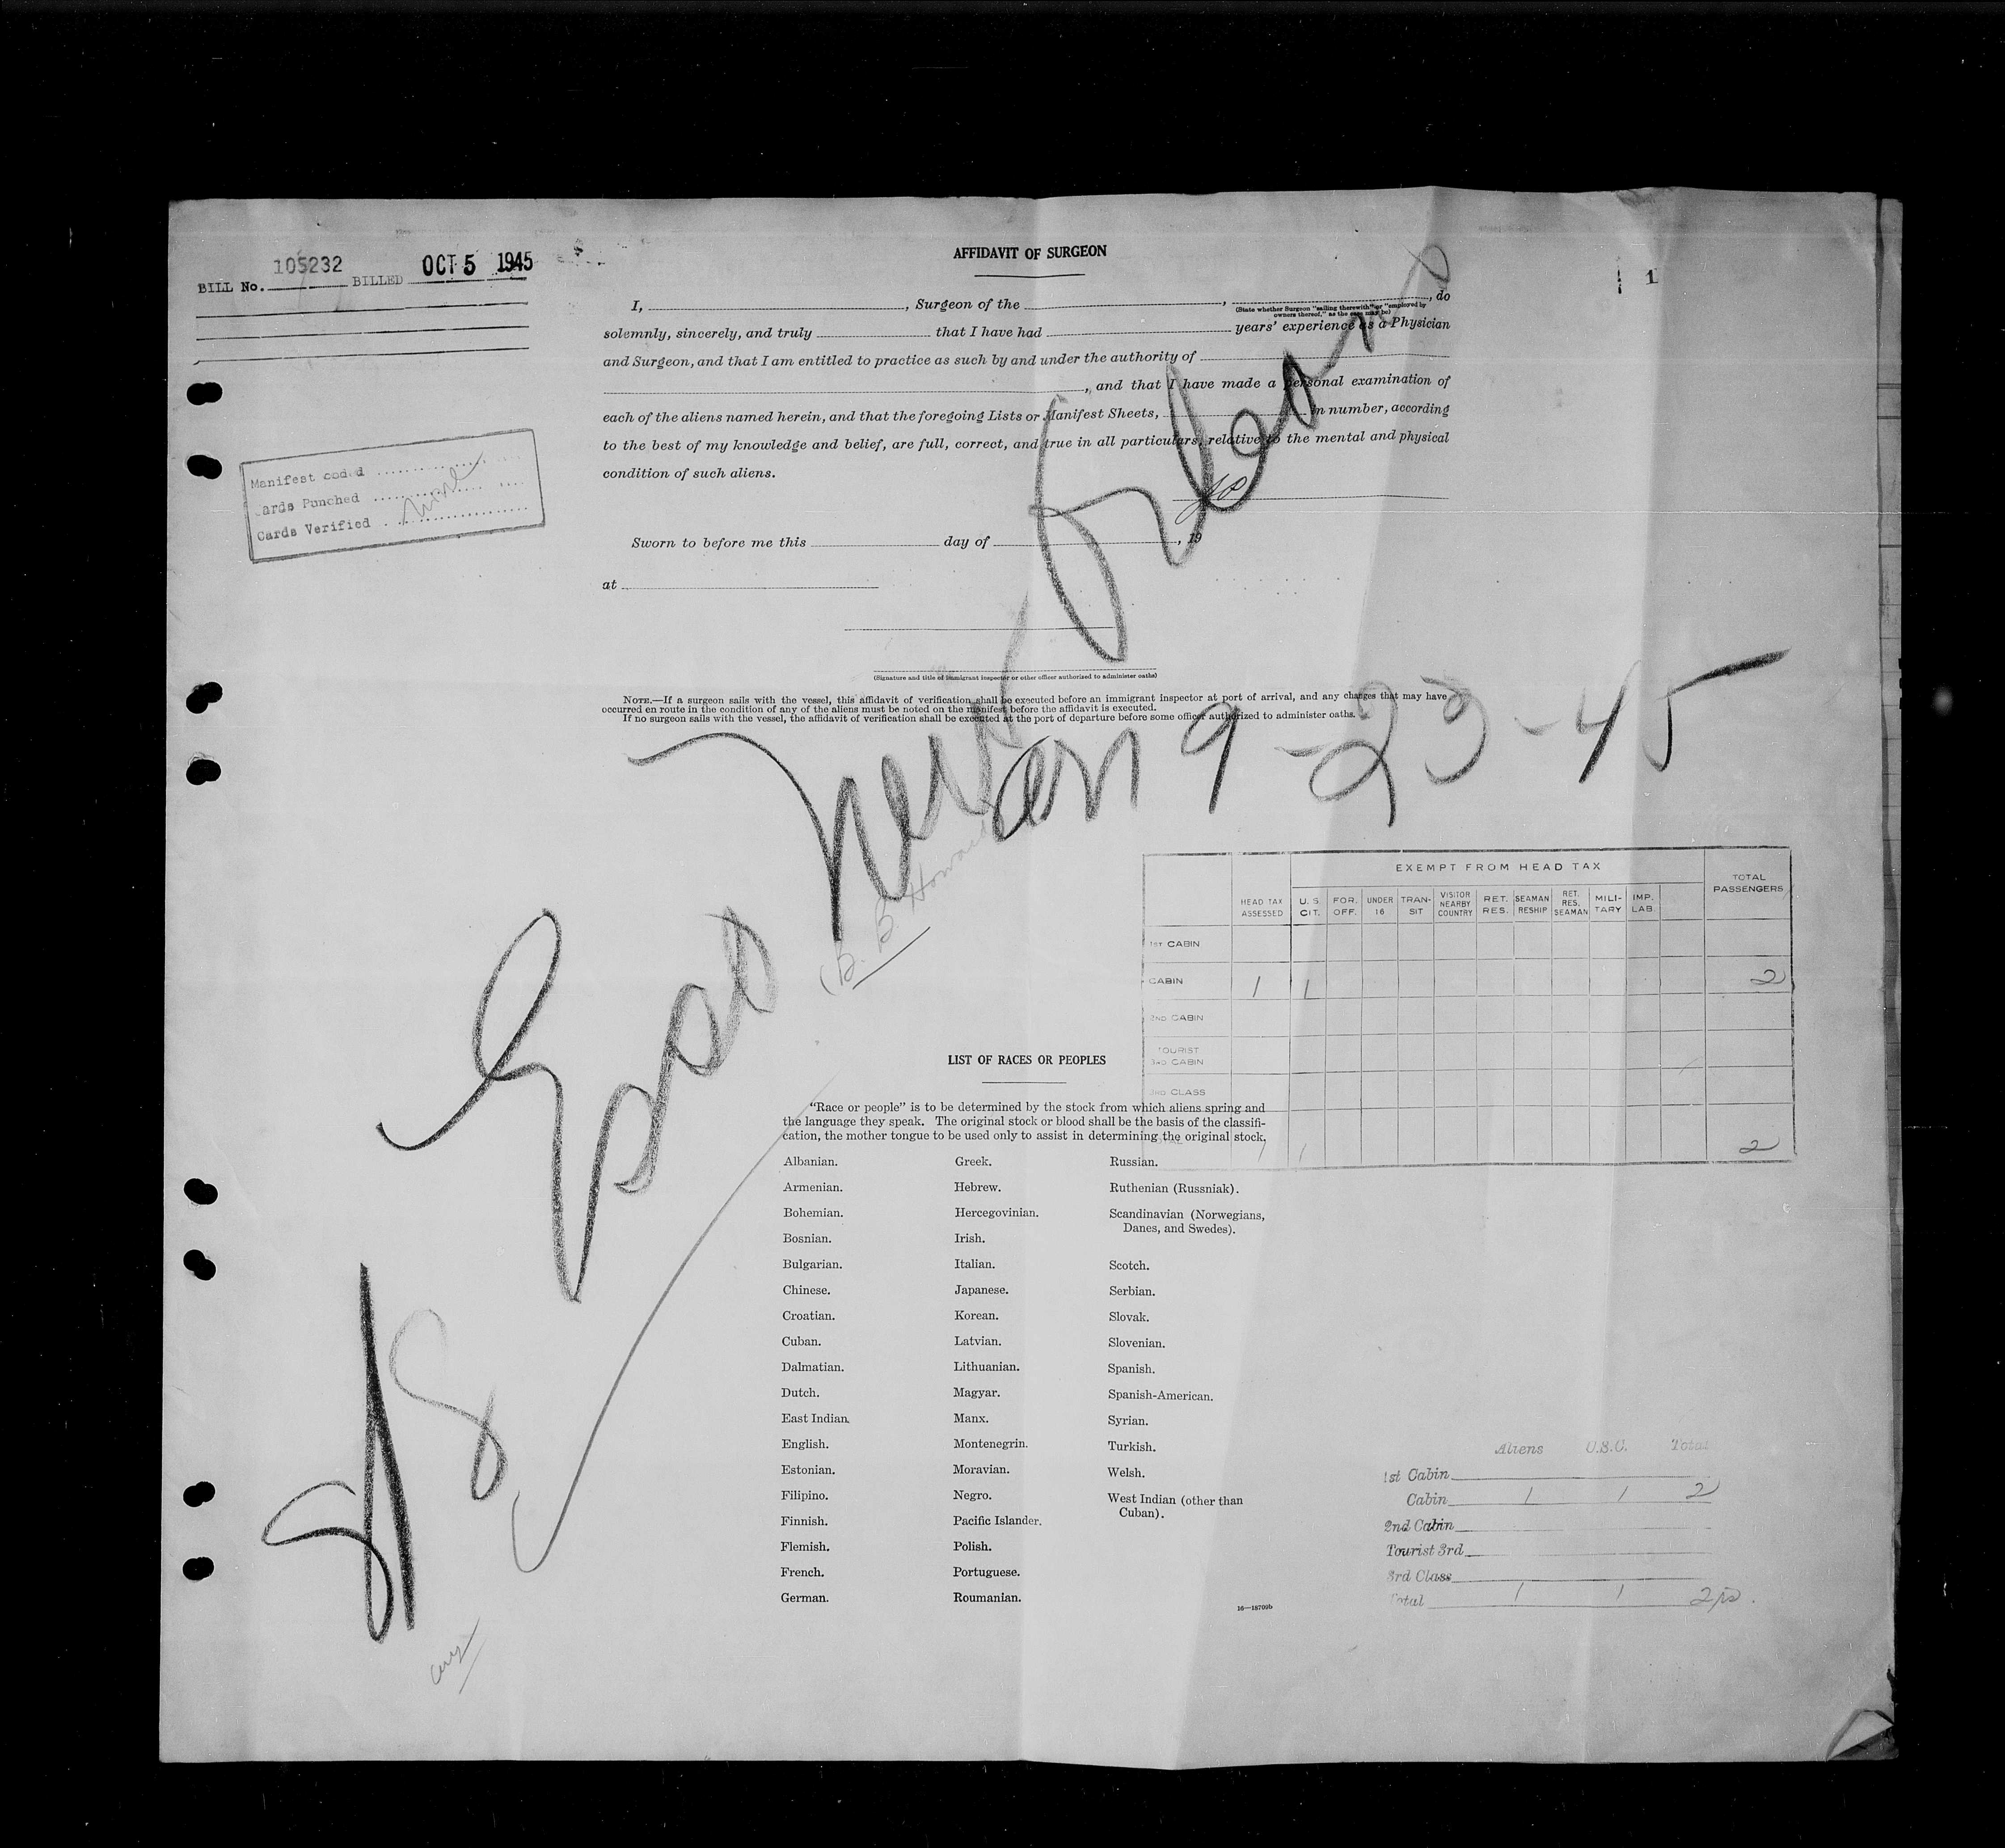 105232
BILL No. BILLED OCT 5 1945
1
AFFIDAVIT OF SURGEON
I, , Surgeon of the , , do
(State whether Surgeon "sailing therewith" or "employed by
owners thereof," as the case may be)
solemnly, sincerely, and truly that I have had years' experience as a Physician
and Surgeon, and that I am entitled to practice as such by and under the authority of
, and that I have made a personal examination of
each of the aliens named herein, and that the foregoing Lists or Manifest Sheets, in number, according
to the best of my knowledge and belief, are full, correct, and true in all particulars, relative to the mental and physical
condition of such aliens.
Manifest coded
Cards Punched
Cards Verified
Sworn to before me this day of , 19
at
(Signature and title of immigrant inspector or other officer authorized to administer oaths)
NOTE.—If a surgeon sails with the vessel, this affidavit of verification shall be executed before an immigrant inspector at port of arrival, and any changes that may have
occurred en route in the condition of any of the aliens must be noted on the manifest before the affidavit is executed.
If no surgeon sails with the vessel, the affidavit of verification shall be executed at the port of departure before some officer authorized to administer oaths.
SS Esso New Orleans
arr 9-23-45
(B. B. Howard
EXEMPT FROM HEAD TAX
HEAD TAX ASSESSED U.S. CIT. FOR. OFF. UNDER 16 TRANSIT VISITOR NEARBY COUNTRY RET. RES. SEAMAN RESHIP RET. RES. SEAMAN MILITARY IMP. LAB. TOTAL PASSENGERS
1ST CABIN
CABIN 1 1 2
2ND CABIN
TOURIST
3RD CABIN
3RD CLASS
1 1 2
LIST OF RACES OR PEOPLES
"Race or people" is to be determined by the stock from which aliens spring and
the language they speak. The original stock or blood shall be the basis of the classifi-
cation, the mother tongue to be used only to assist in determining the original stock.
Albanian. Greek. Russian.
Armenian. Hebrew. Ruthenian (Russniak).
Bohemian. Hercegovinian. Scandinavian (Norwegians,
Danes, and Swedes).
Bosnian. Irish.
Bulgarian. Italian. Scotch.
Chinese. Japanese. Serbian.
Croatian. Korean. Slovak.
Cuban. Latvian. Slovenian.
Dalmatian. Lithuanian. Spanish.
Dutch. Magyar. Spanish-American.
East Indian. Manx. Syrian.
English. Montenegrin. Turkish.
Estonian. Moravian. Welsh.
Filipino. Negro. West Indian (other than
Cuban).
Finnish. Pacific Islander.
Flemish. Polish.
French. Portuguese.
German. Roumanian.
16—18709b
Aliens U.S.C. Total
1st Cabin
Cabin 1 1 2
2nd Cabin
Tourist 3rd
3rd Class
Total 1 1 2